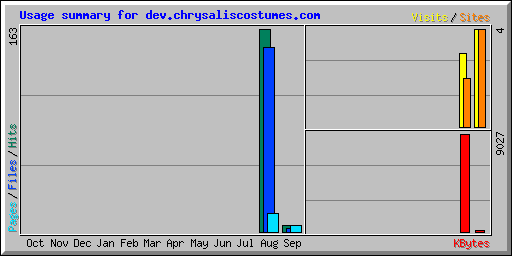 Usage summary for dev.chrysaliscostumes.com
Visits / Sites
163
4
Pages / Files / Hits
9027
Oct Nov Dec Jan Feb Mar Apr May Jun Jul Aug Sep
KBytes